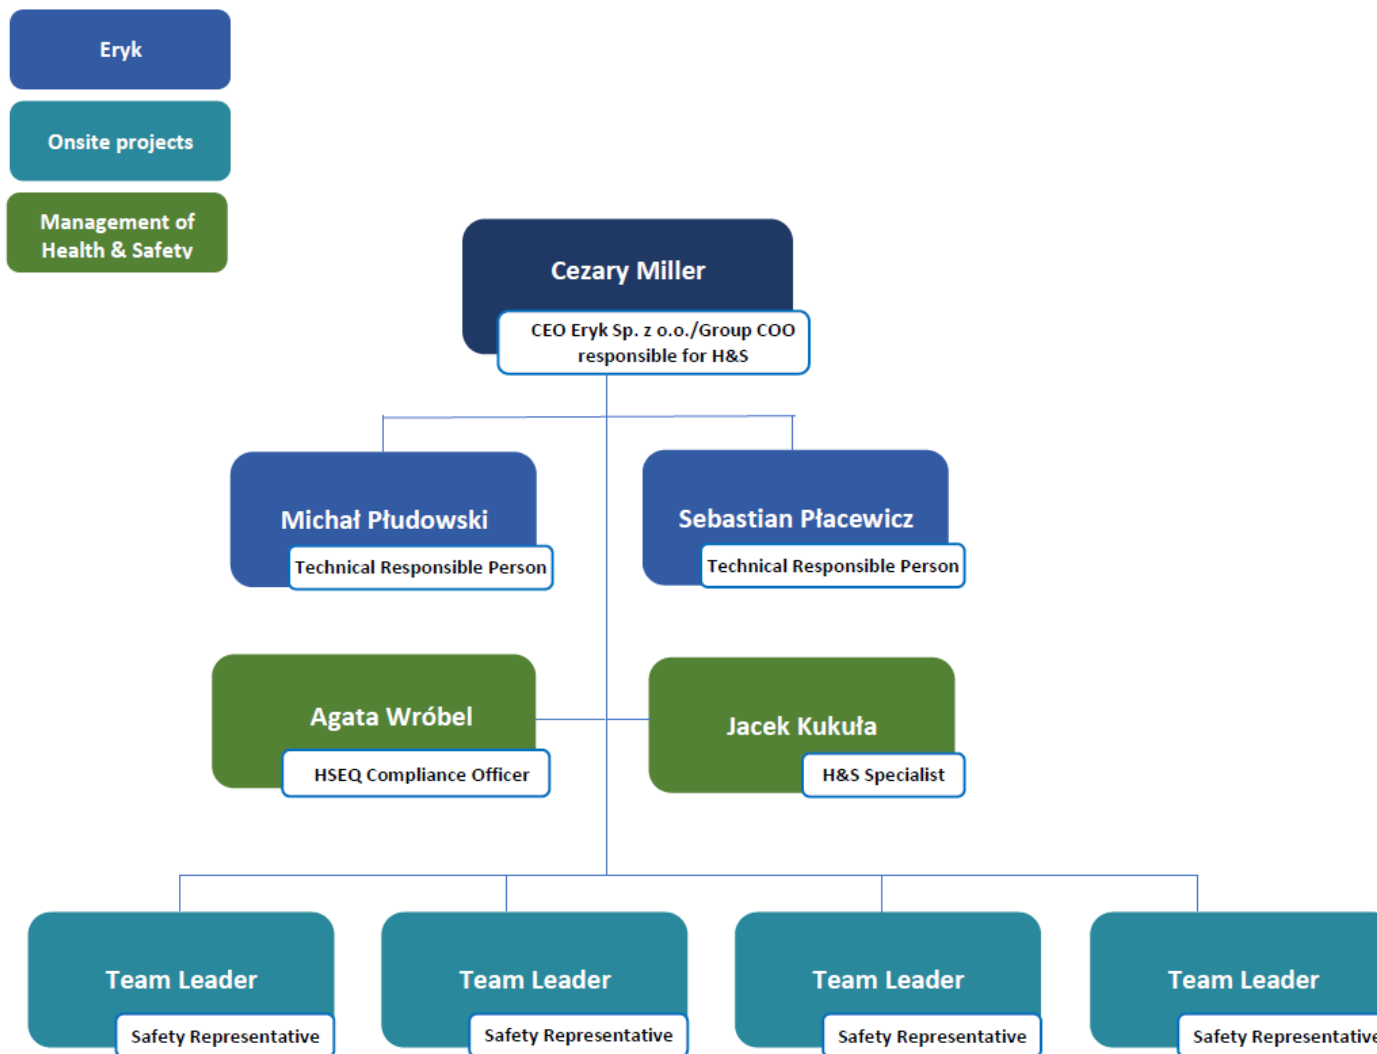 Eryk
Onsite projects
Management of
Health & Safety
Cezary Miller
CEO Eryk Sp. z o.o./Group COO
responsible for H&S
Michał Płudowski
Technical Responsible Person
Sebastian Płacewicz
Technical Responsible Person
Agata Wróbel
HSEQ Compliance Officer
Jacek Kukuła
H&S Specialist
Team Leader
Safety Representative
Team Leader
Safety Representative
Team Leader
Safety Representative
Team Leader
Safety Representative